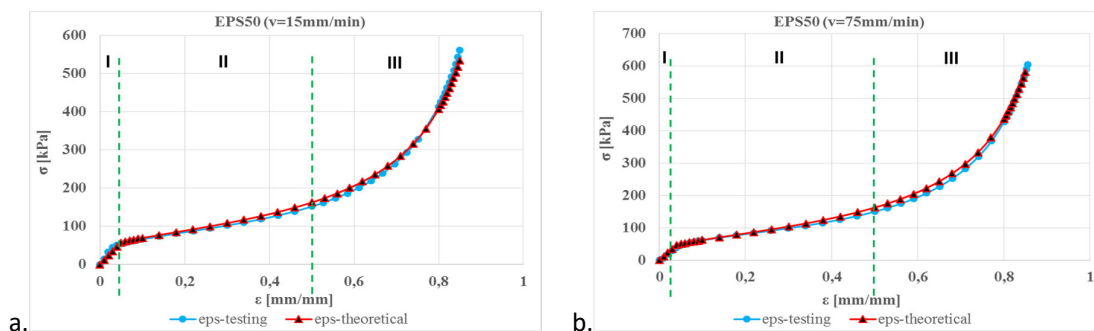 EPS50 (v=15mm/min)
600
500
400
300
200
100
0
σ [kPa]
I
II
III
0
0,2
0,4
0,6
0,8
1
ε [mm/mm]
eps-testing
eps-theoretical
a.
EPS50 (v=75mm/min)
700
600
500
400
300
200
100
0
σ [kPa]
I
II
III
0
0,2
0,4
0,6
0,8
1
ε [mm/mm]
eps-testing
eps-theoretical
b.